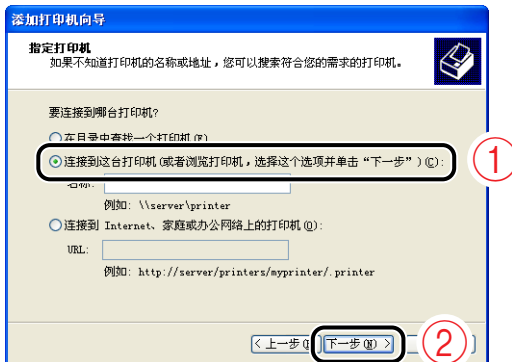 添加打印机向导
指定打印机
如果不知道打印机的名称或地址，您可以搜索符合您的需求的打印机。
要连接到哪台打印机?
在目录中查找一个打印机(F)
连接到这台打印机(或者浏览打印机，选择这个选项并单击“下一步”)(C):
1
名称:
例如: \\server\printer
连接到 Internet、家庭或办公网络上的打印机(O):
URL:
例如: http://server/printers/myprinter/.printer
< 上一步 下一步(N) > 2